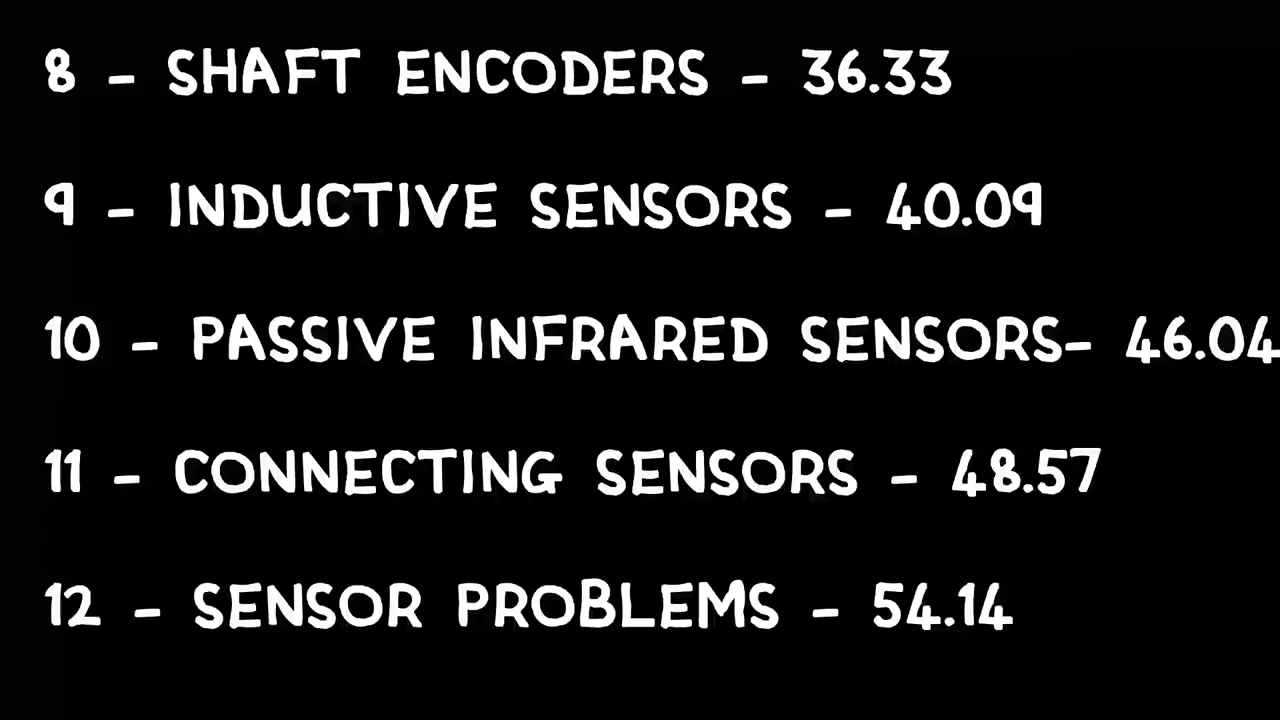 8 - SHAFT ENCODERS - 36.33
9 - INDUCTIVE SENSORS - 40.09
10 - PASSIVE INFRARED SENSORS- 46.04
11 - CONNECTING SENSORS - 48.57
12 - SENSOR PROBLEMS - 54.14